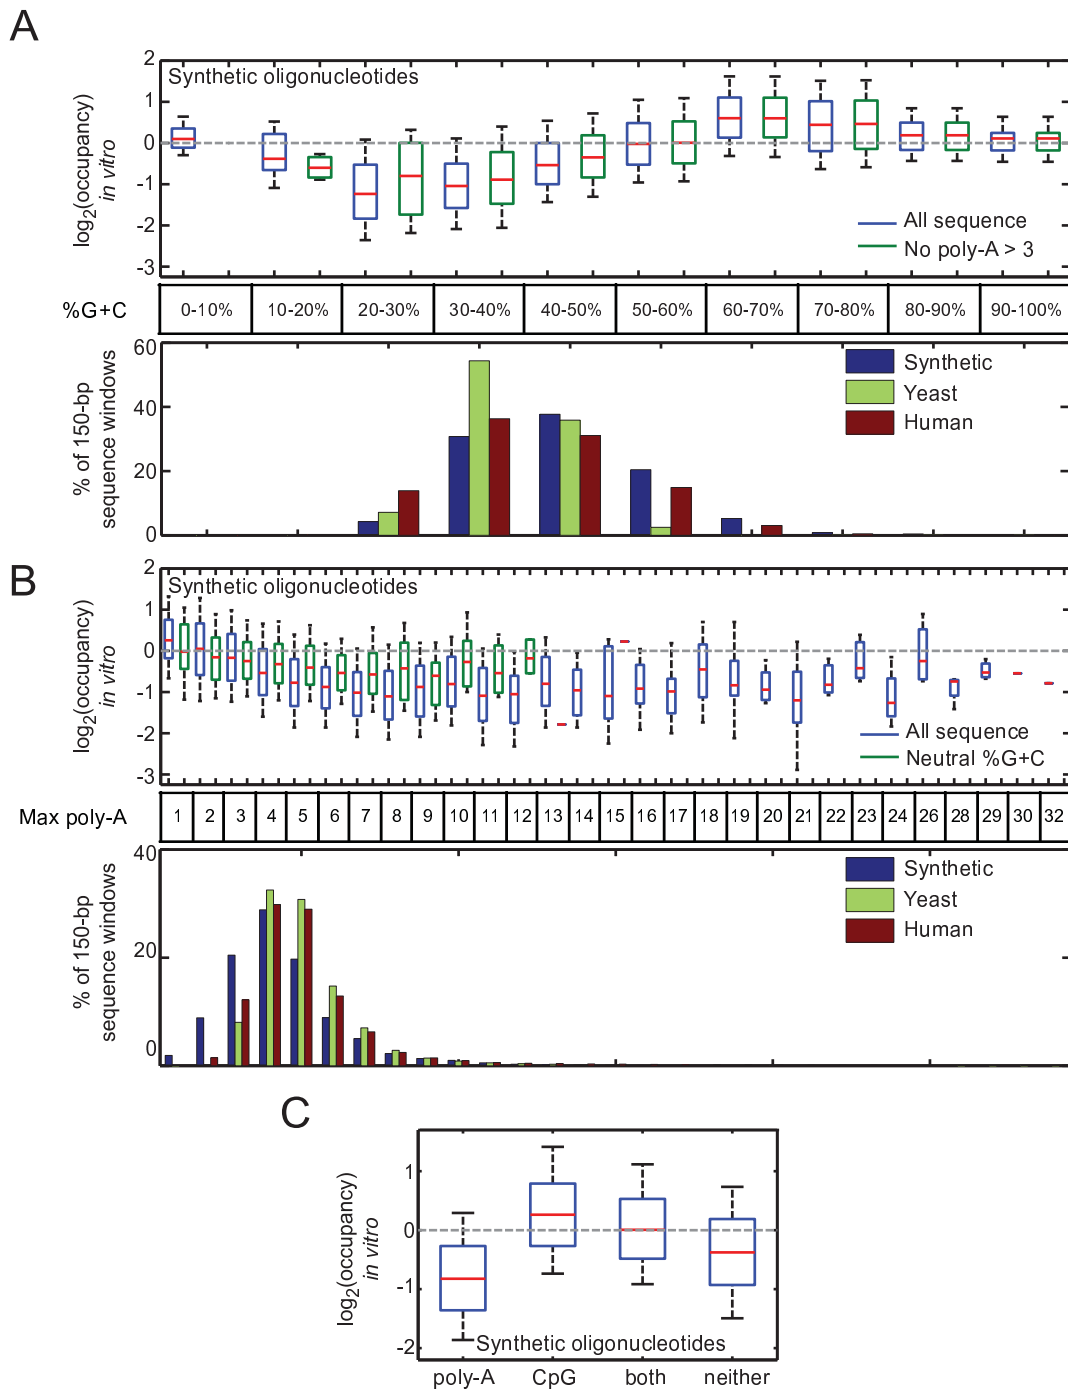 A
Synthetic oligonucleotides
log2(occupancy)
in vitro
2
1
0
-1
-2
-3
All sequence
No poly-A > 3
%G+C
0-10%
10-20%
20-30%
30-40%
40-50%
50-60%
60-70%
70-80%
80-90%
90-100%
% of 150-bp
sequence windows
60
40
20
0
Synthetic
Yeast
Human
B
Synthetic oligonucleotides
log2(occupancy)
in vitro
2
1
0
-1
-2
-3
All sequence
Neutral %G+C
Max poly-A
1 2 3 4 5 6 7 8 9 10 11 12 13 14 15 16 17 18 19 20 21 22 23 24 26 28 29 30 32
% of 150-bp
sequence windows
40
20
0
Synthetic
Yeast
Human
C
log2(occupancy)
in vitro
1
0
-1
-2
Synthetic oligonucleotides
poly-A
CpG
both
neither